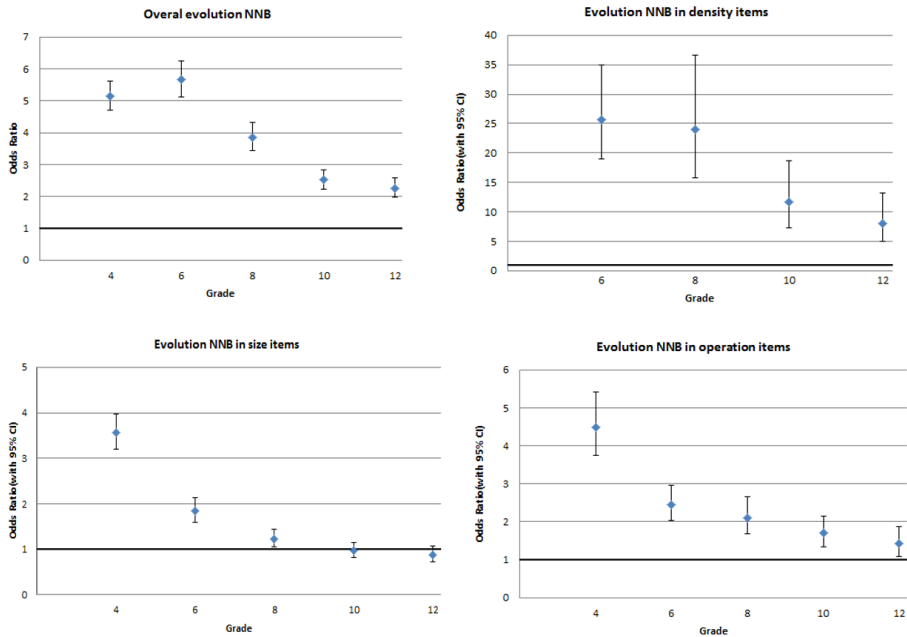 Overal evolution NNB
Odds Ratio
7
6
5
4
3
2
1
0
4 6 8 10 12
Grade
Evolution NNB in density items
Odds Ratio(with 95% CI)
40
35
30
25
20
15
10
5
0
6 8 10 12
Grade
Evolution NNB in size items
Odds Ratio(with 95% CI)
5
4
3
2
1
0
4 6 8 10 12
Grade
Evolution NNB in operation items
Odds Ratio(with 95% CI)
6
5
4
3
2
1
0
4 6 8 10 12
Grade